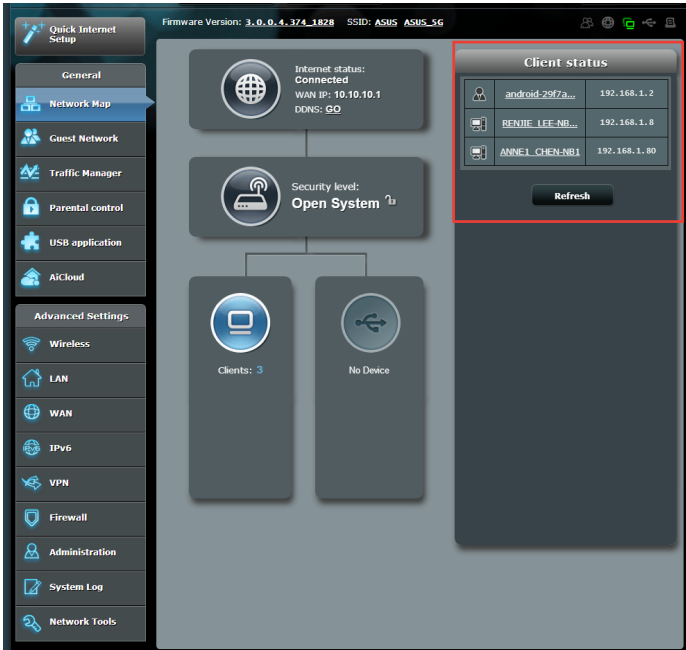 Quick Internet
Setup
Firmware Version: 3.0.0.4.374_1828 SSID: ASUS ASUS_5G
General
Network Map
Guest Network
Traffic Manager
Parental control
USB application
AiCloud
Advanced Settings
Wireless
LAN
WAN
IPv6
VPN
Firewall
Administration
System Log
Network Tools
Internet status:
Connected
WAN IP: 10.10.10.1
DDNS: GO
Security level:
Open System
Clients: 3
No Device
Client status
android-29f7a... 192.168.1.2
RENJIE_LEE-NB... 192.168.1.8
ANNE1_CHEN-NB1 192.168.1.80
Refresh